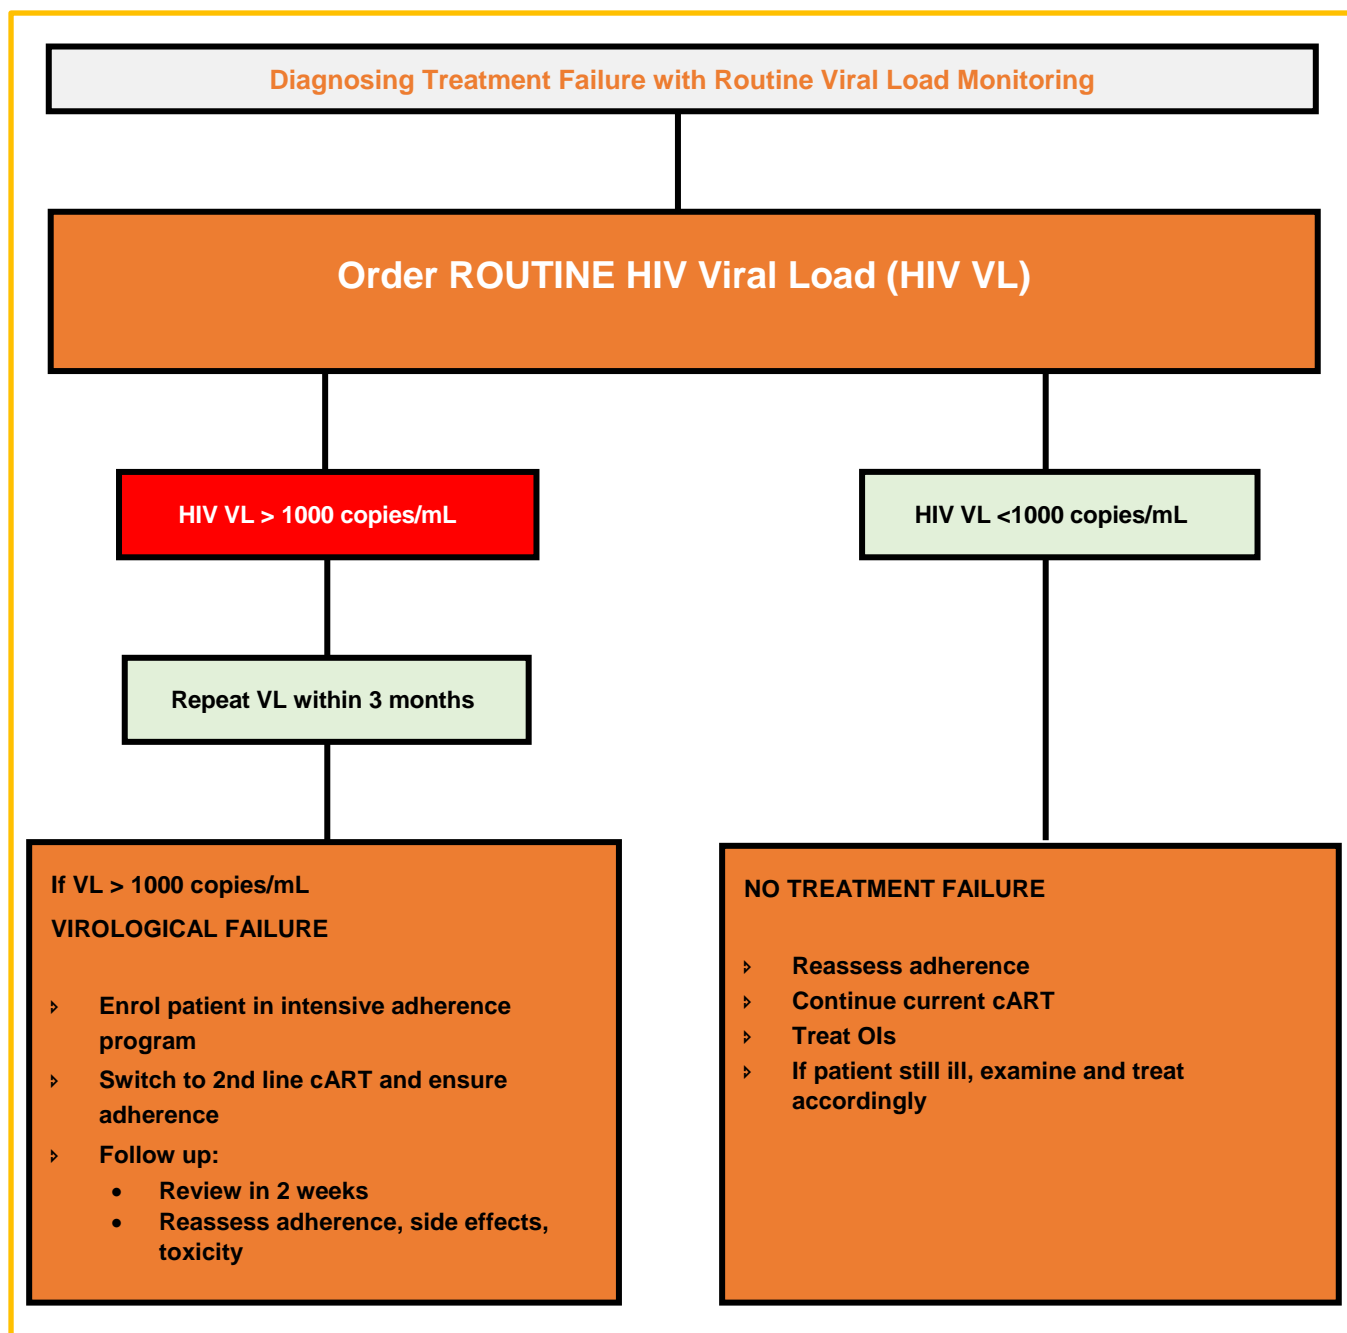 Diagnosing Treatment Failure with Routine Viral Load Monitoring
Order ROUTINE HIV Viral Load (HIV VL)
HIV VL > 1000 copies/mL
HIV VL <1000 copies/mL
Repeat VL within 3 months
If VL > 1000 copies/mL
VIROLOGICAL FAILURE
Enrol patient in intensive adherence
program
Switch to 2nd line cART and ensure
adherence
Follow up:
• Review in 2 weeks
• Reassess adherence, side effects,
toxicity
NO TREATMENT FAILURE
Reassess adherence
Continue current cART
Treat OIs
If patient still ill, examine and treat
accordingly